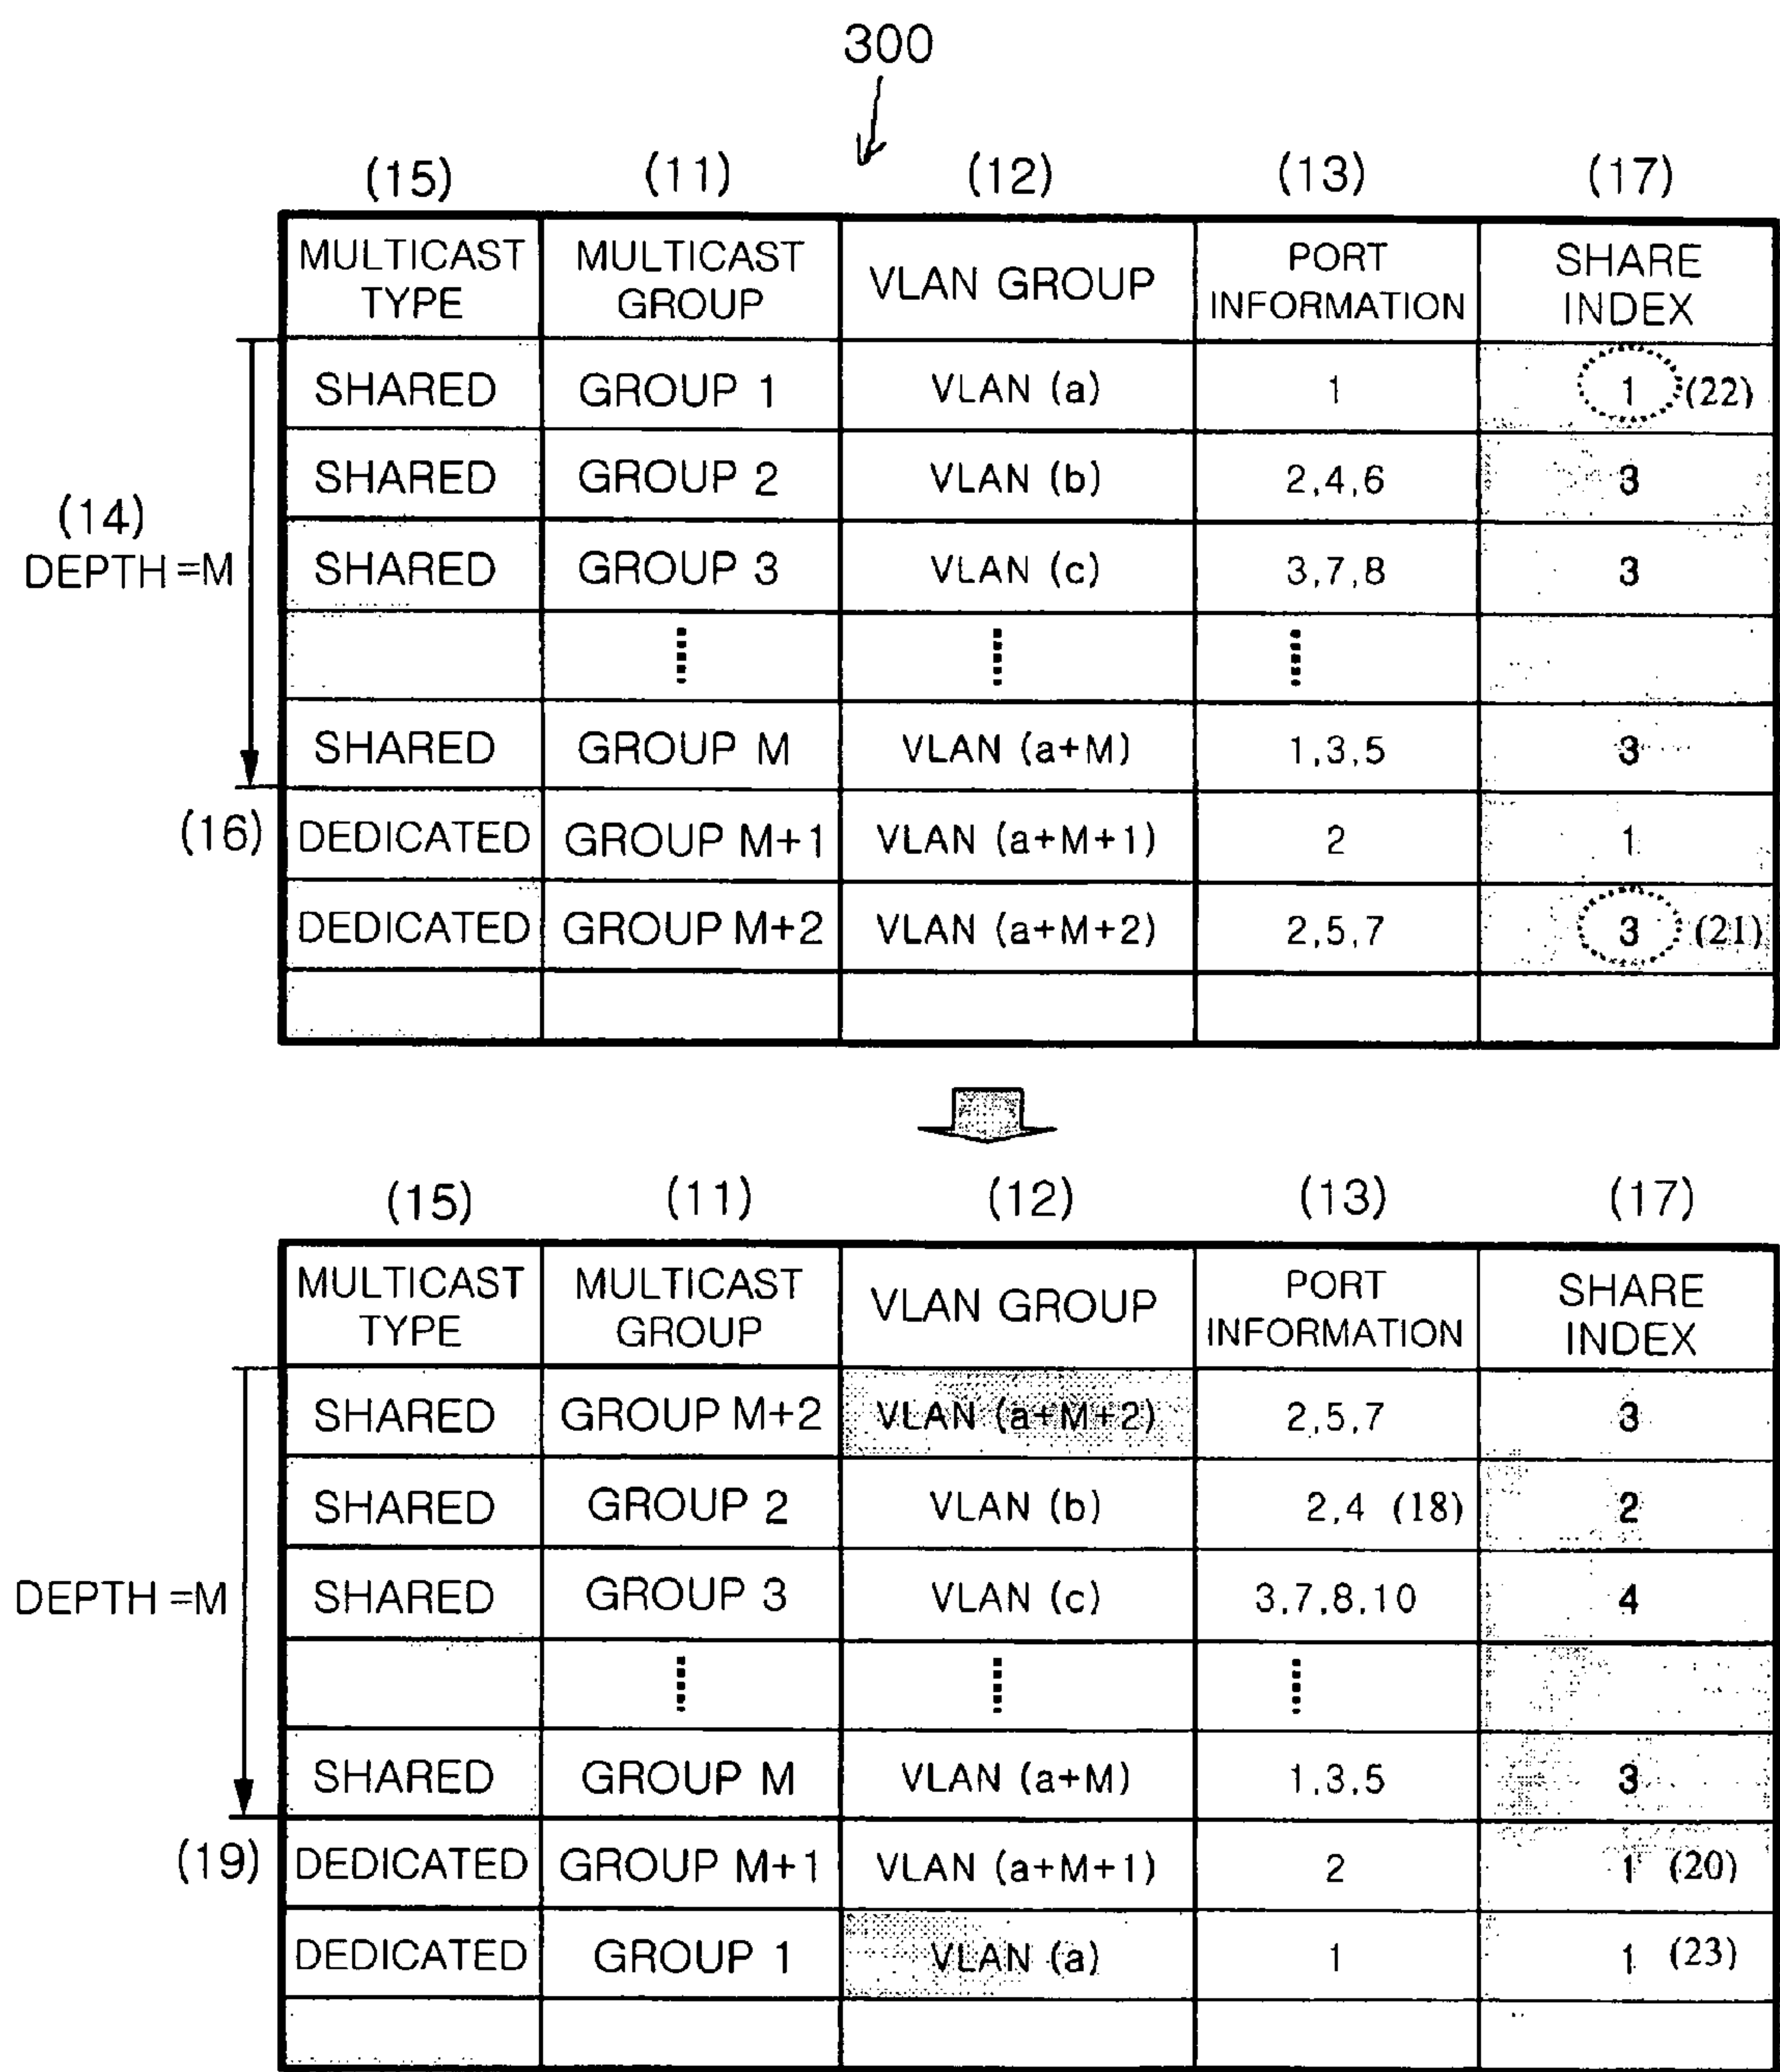 300
(15) (11) (12) (13) (17)
MULTICAST TYPE MULTICAST GROUP VLAN GROUP PORT INFORMATION SHARE INDEX
SHARED GROUP 1 VLAN (a) 1 1 (22)
SHARED GROUP 2 VLAN (b) 2,4,6 3
(14)
DEPTH =M
SHARED GROUP 3 VLAN (c) 3,7,8 3
SHARED GROUP M VLAN (a+M) 1,3,5 3
(16) DEDICATED GROUP M+1 VLAN (a+M+1) 2 1
DEDICATED GROUP M+2 VLAN (a+M+2) 2,5,7 3 (21)
(15) (11) (12) (13) (17)
MULTICAST TYPE MULTICAST GROUP VLAN GROUP PORT INFORMATION SHARE INDEX
SHARED GROUP M+2 VLAN (a+M+2) 2,5,7 3
SHARED GROUP 2 VLAN (b) 2,4 (18) 2
DEPTH =M SHARED GROUP 3 VLAN (c) 3,7,8,10 4
SHARED GROUP M VLAN (a+M) 1,3,5 3
(19) DEDICATED GROUP M+1 VLAN (a+M+1) 2 1 (20)
DEDICATED GROUP 1 VLAN (a) 1 1 (23)